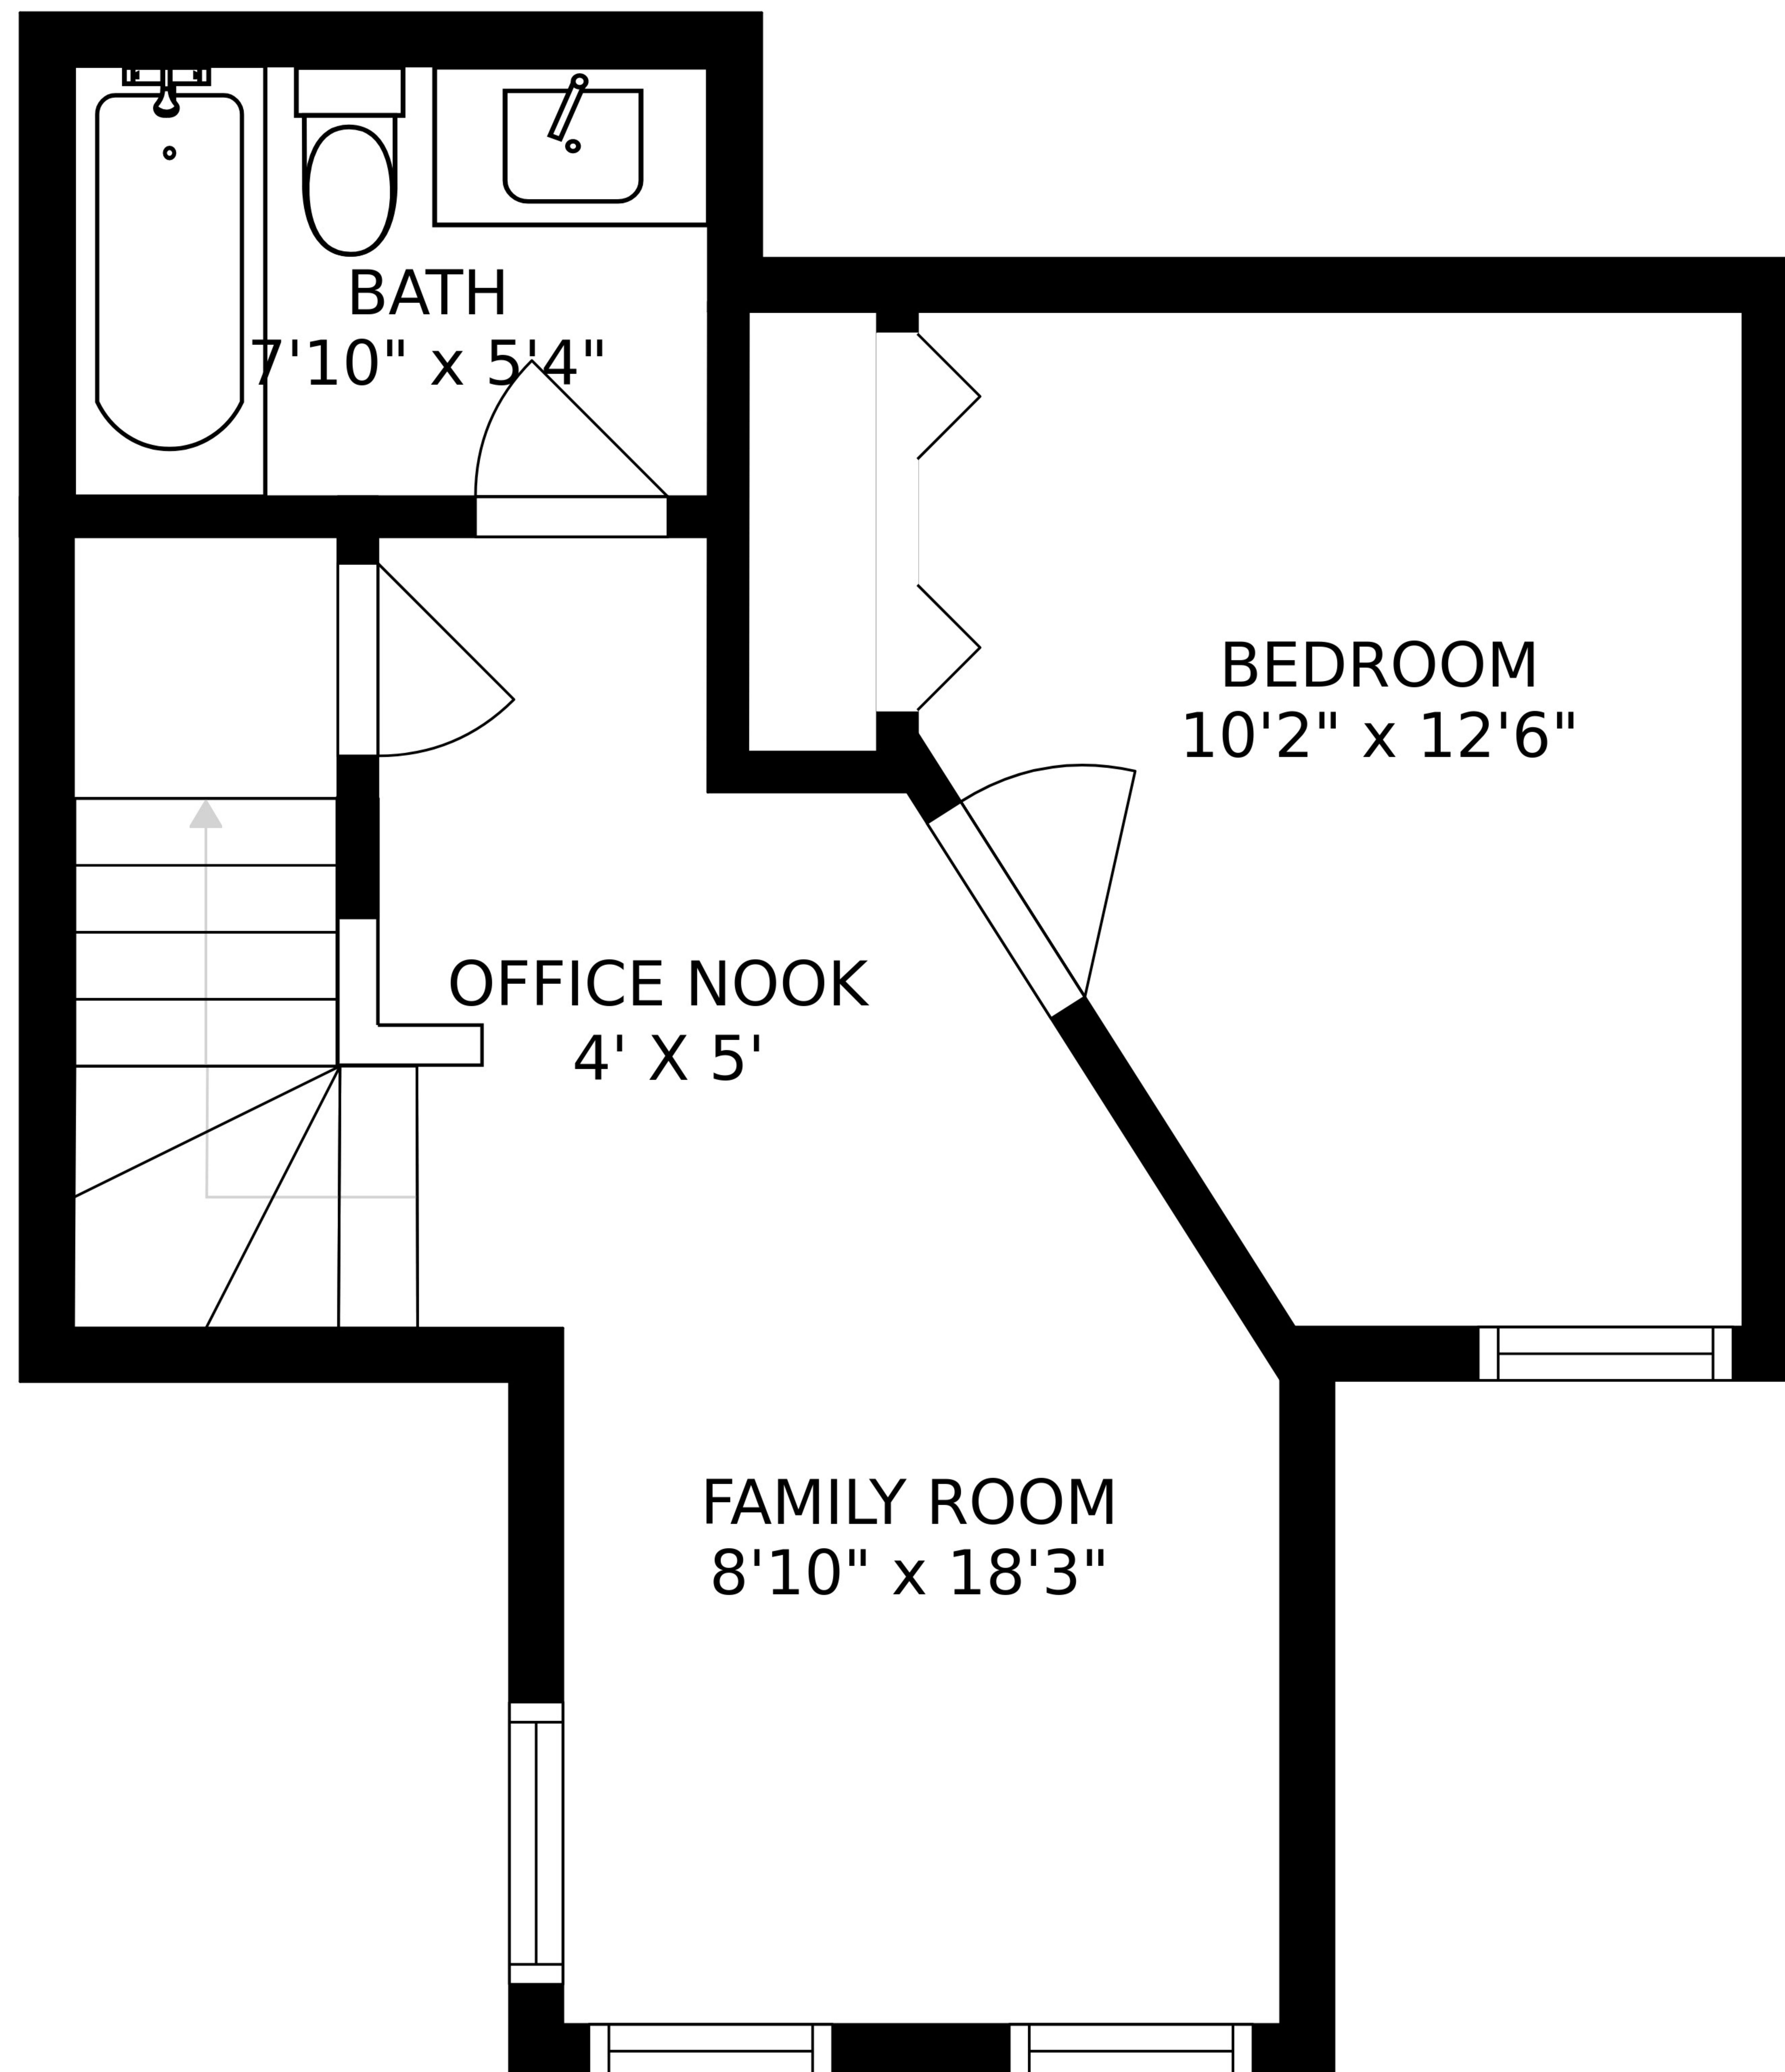 BATH
7'10" x 5'4"
BEDROOM
10'2" x 12'6"
OFFICE NOOK
4' X 5'
FAMILY ROOM
8'10" x 18'3"